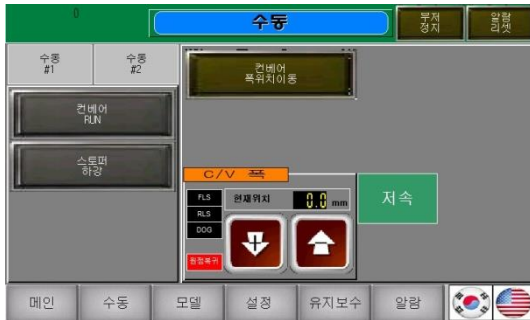 0
수동
부저
정지
알람
리셋
수동
#1
수동
#2
컨베어
폭위치이동
컨베어
RUN
스토퍼
하강
C/V 폭
FLS
현재위치
0.0 mm
RLS
DOG
원점복귀
저속
메인
수동
모델
설정
유지보수
알람